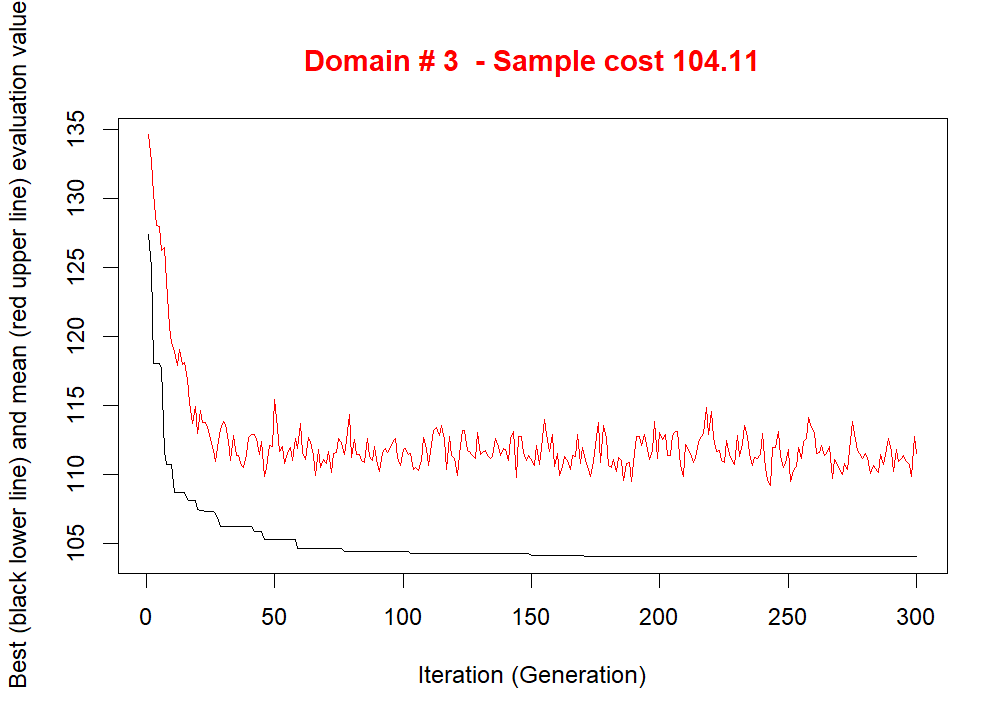 Domain # 3  - Sample cost 104.11
Best (black lower line) and mean (red upper line) evaluation value
135
130
125
120
115
110
105
0 50 100 150 200 250 300
Iteration (Generation)